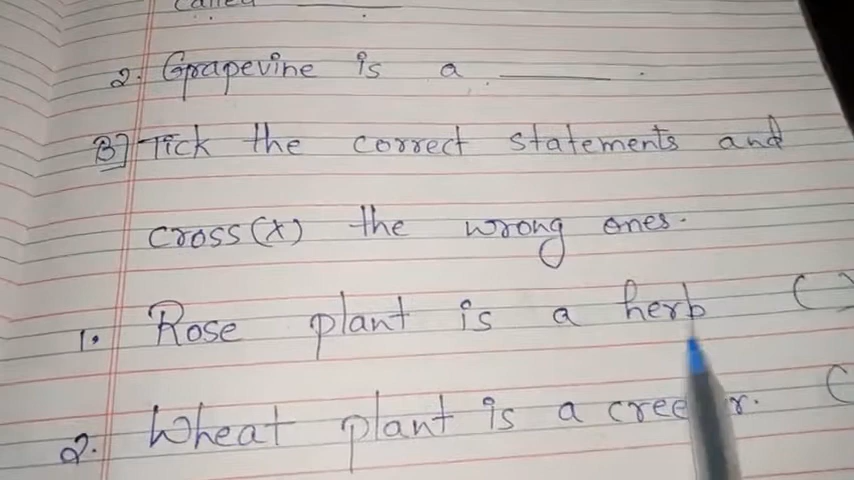 called
2. Grapevine is a ______.
B] Tick the correct statements and
cross(x) the wrong ones.
1. Rose plant is a herb ( )
2. Wheat plant is a (